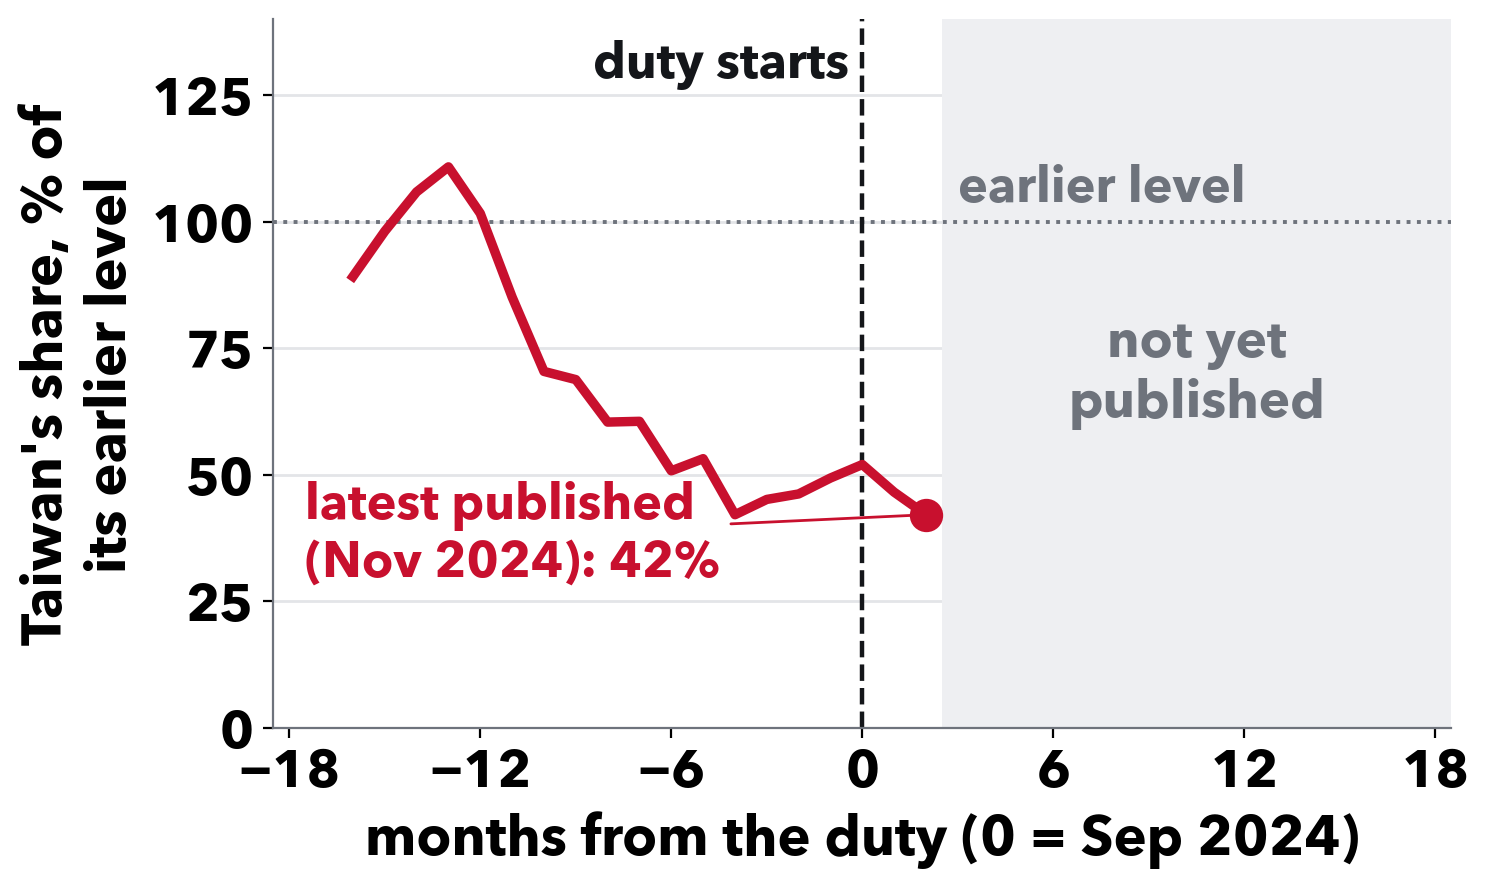 duty starts
125
100
75
50
25
0
Taiwan's share, % of
its earlier level
earlier level
not yet
published
latest published
(Nov 2024): 42%
−18
−12
−6
0
6
12
18
months from the duty (0 = Sep 2024)